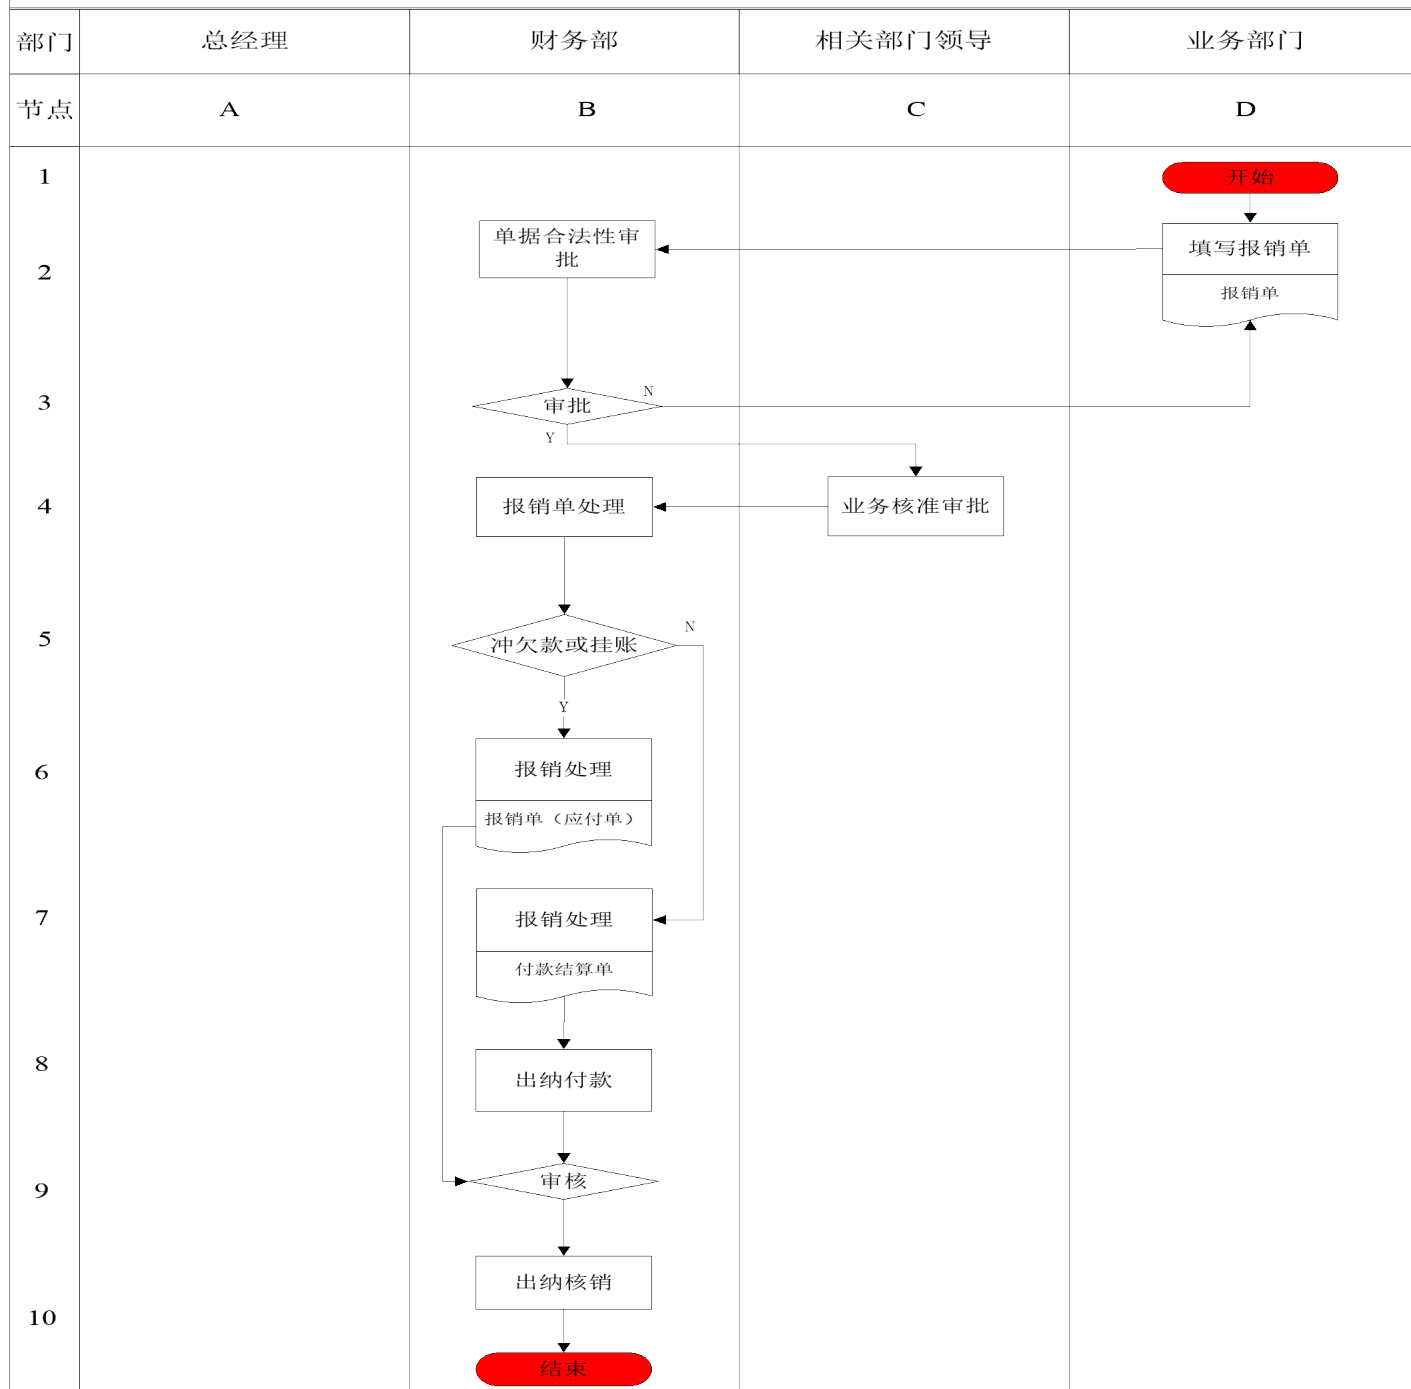 部门
总经理
财务部
相关部门领导
业务部门
节点
A
B
C
D
1
开始
单据合法性审
批
填写报销单
2
报销单
3
审批
N
Y
4
报销单处理
业务核准审批
5
冲欠款或挂账
N
Y
6
报销处理
报销单（应付单）
7
报销处理
付款结算单
8
出纳付款
9
审核
出纳核销
10
结束